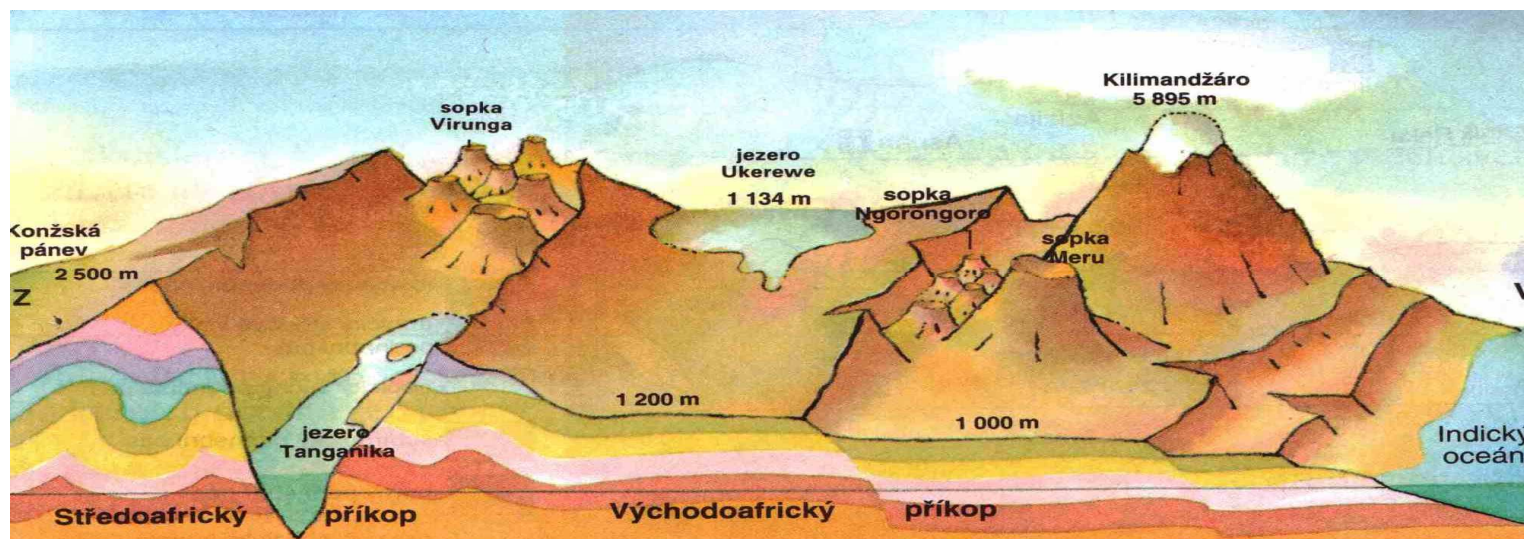 Kilimandžáro
5 895 m
sopka
Virunga
jezero
Ukerewe
1 134 m
sopka
Ngorongoro
sopka
Meru
Konžská
pánev
2 500 m
Z
V
1 200 m
1 000 m
jezero
Tanganika
Indický
oceán
Středoafrický příkop
Východoafrický příkop